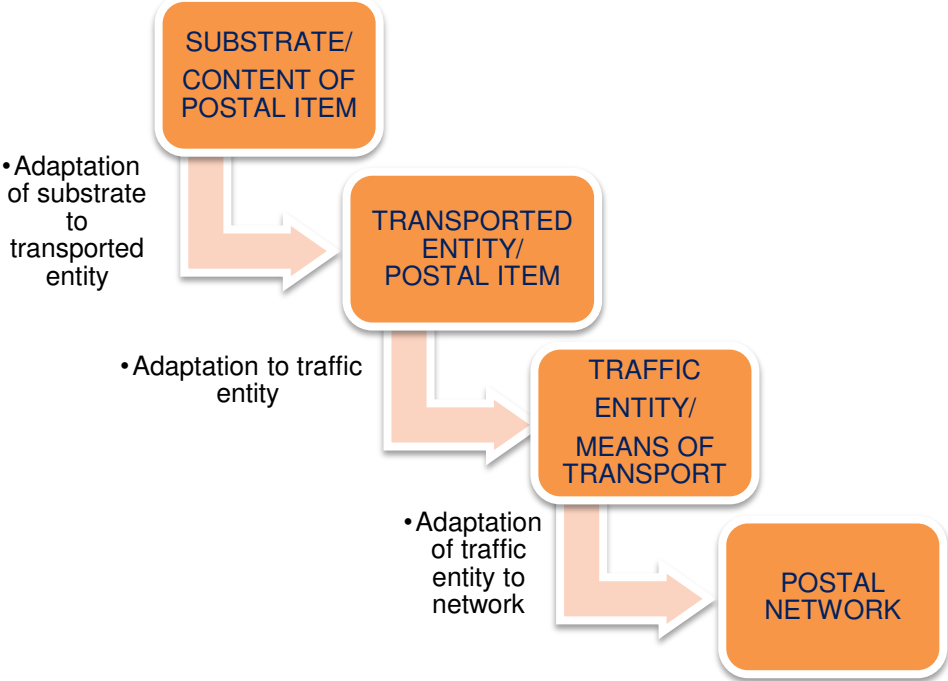 SUBSTRATE/
CONTENT OF
POSTAL ITEM
•Adaptation
of substrate
to
transported
entity
TRANSPORTED
ENTITY/
POSTAL ITEM
•Adaptation to traffic
entity
TRAFFIC
ENTITY/
MEANS OF
TRANSPORT
•Adaptation
of traffic
entity to
network
POSTAL
NETWORK